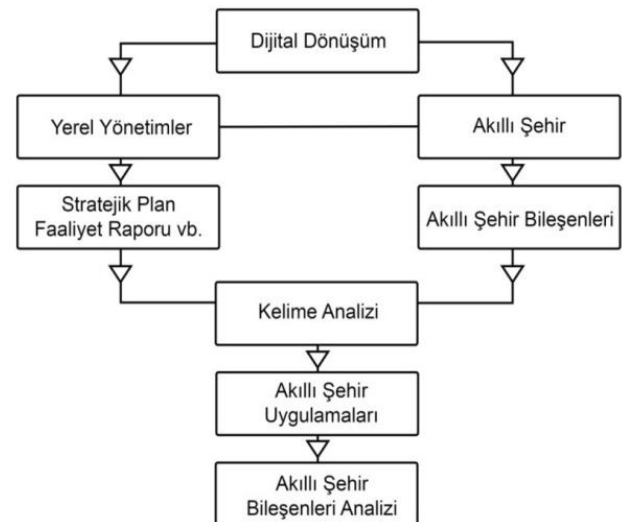 Dijital Dönüşüm
Yerel Yönetimler
Akıllı Şehir
Stratejik Plan
Faaliyet Raporu vb.
Akıllı Şehir Bileşenleri
Kelime Analizi
Akıllı Şehir
Uygulamaları
Akıllı Şehir
Bileşenleri Analizi